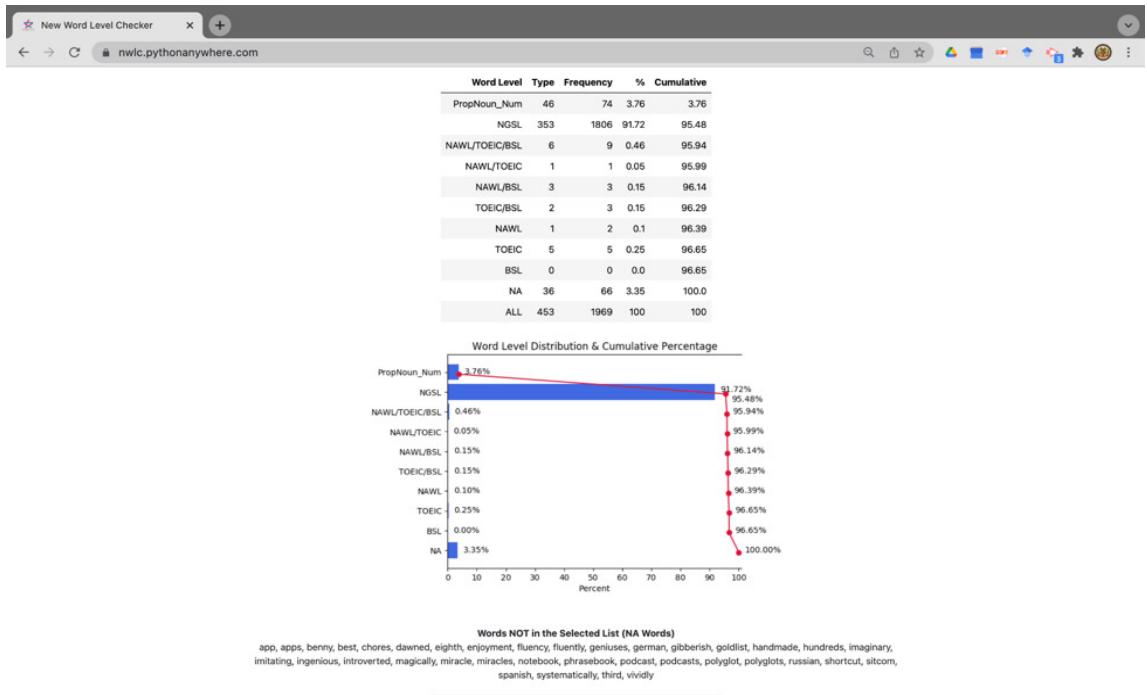 New Word Level Checker
nwlc.pythonanywhere.com
3
Word Level Type Frequency % Cumulative
PropNoun_Num 46 74 3.76 3.76
NGSL 353 1806 91.72 95.48
NAWL/TOEIC/BSL 6 9 0.46 95.94
NAWL/TOEIC 1 1 0.05 95.99
NAWL/BSL 3 3 0.15 96.14
TOEIC/BSL 2 3 0.15 96.29
NAWL 1 2 0.1 96.39
TOEIC 5 5 0.25 96.65
BSL 0 0 0.0 96.65
NA 36 66 3.35 100.0
ALL 453 1969 100 100
Word Level Distribution & Cumulative Percentage
PropNoun_Num 3.76%
NGSL 91.72%
95.48%
NAWL/TOEIC/BSL 0.46% 95.94%
NAWL/TOEIC 0.05% 95.99%
NAWL/BSL 0.15% 96.14%
TOEIC/BSL 0.15% 96.29%
NAWL 0.10% 96.39%
TOEIC 0.25% 96.65%
BSL 0.00% 96.65%
NA 3.35% 100.00%
0 10 20 30 40 50 60 70 80 90 100
Percent
Words NOT in the Selected List (NA Words)
app, apps, benny, best, chores, dawned, eighth, enjoyment, fluency, fluently, geniuses, german, gibberish, goldlist, handmade, hundreds, imaginary,
imitating, ingenious, introverted, magically, miracle, miracles, notebook, phrasebook, podcast, podcasts, polyglot, polyglots, russian, shortcut, sitcom,
spanish, systematically, third, vividly